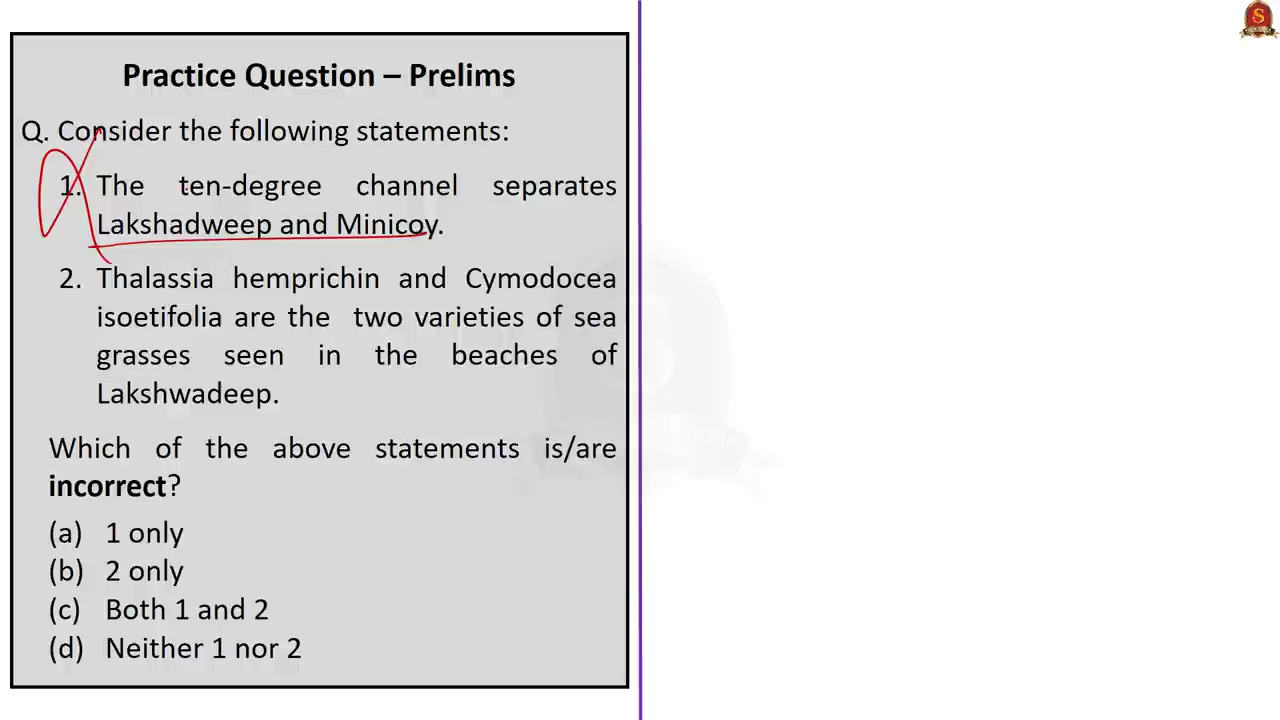 Practice Question – Prelims
Q. Consider the following statements:
1. The ten-degree channel separates
Lakshadweep and Minicoy.
2. Thalassia hemprichin and Cymodocea
isoetifolia are the two varieties of sea
grasses seen in the beaches of
Lakshwadeep.
Which of the above statements is/are
incorrect?
(a) 1 only
(b) 2 only
(c) Both 1 and 2
(d) Neither 1 nor 2
S